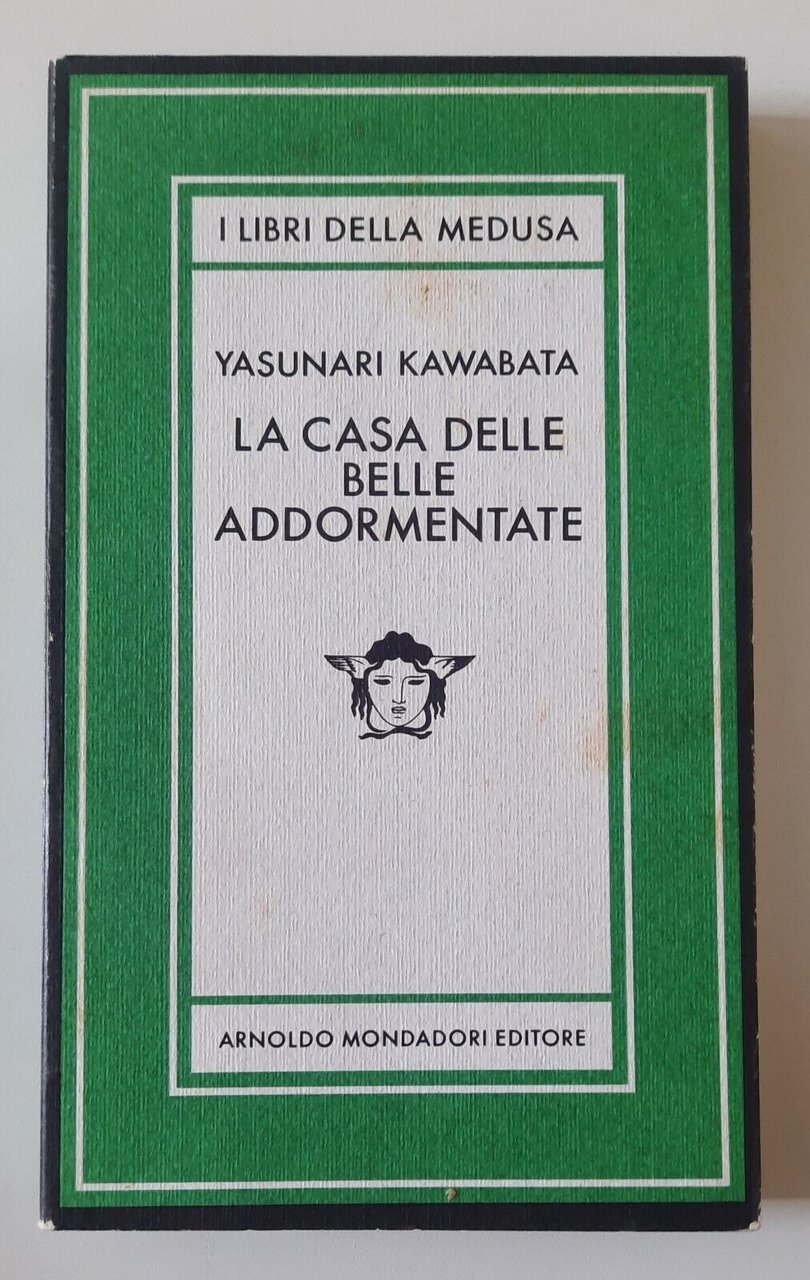 I LIBRI DELLA MEDUSA
YASUNARI KAWABATA
LA CASA DELLE
BELLE
ADDORMENTATE
ARNOLDO MONDADORI EDITORE